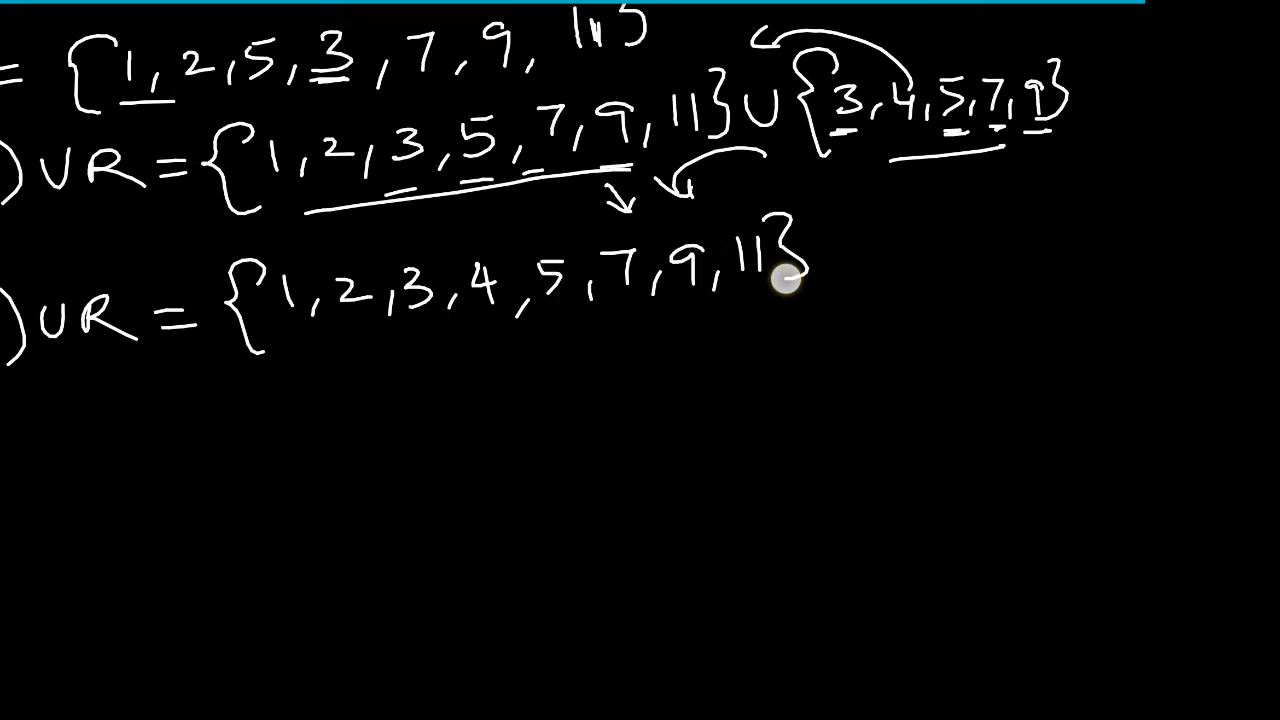 = {1, 2, 5, 3, 7, 9, 11}
) ∪ R = {1, 2, 3, 5, 7, 9, 11} ∪ {3, 4, 5, 7, 9}
) ∪ R = {1, 2, 3, 4, 5, 7, 9, 11}